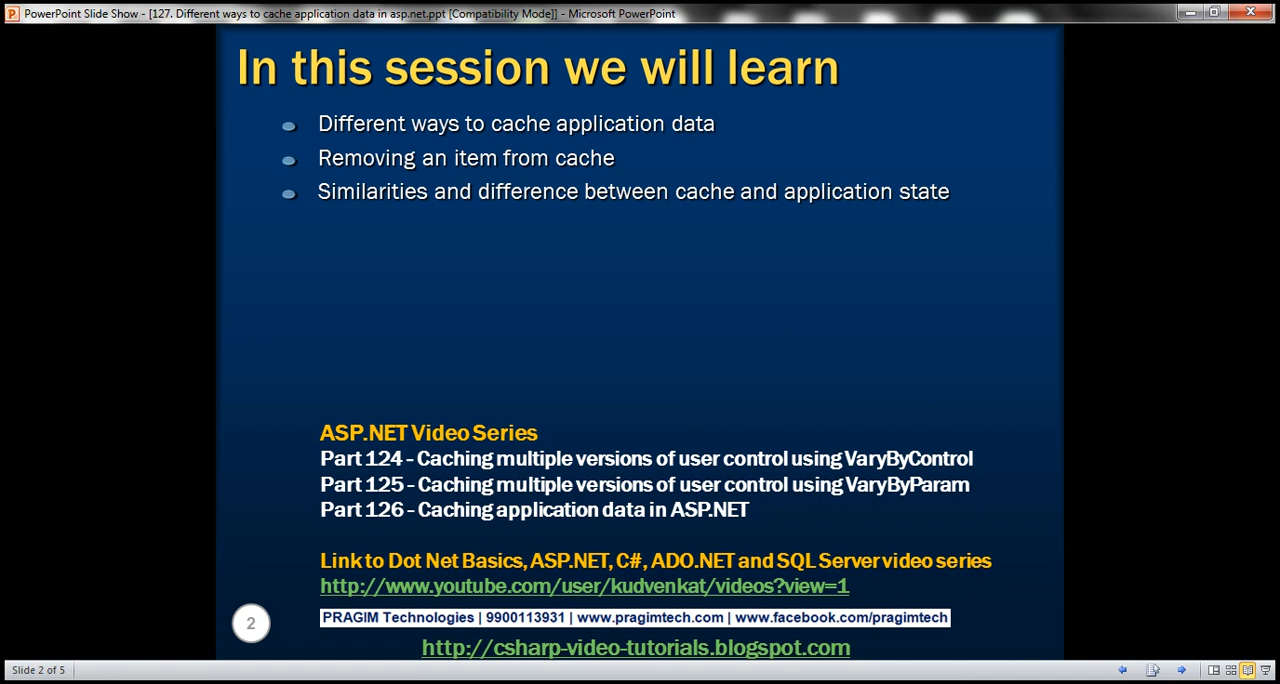 PowerPoint Slide Show - [127. Different ways to cache application data in asp.net.ppt [Compatibility Mode]] - Microsoft PowerPoint
In this session we will learn
Different ways to cache application data
Removing an item from cache
Similarities and difference between cache and application state
ASP.NET Video Series
Part 124 - Caching multiple versions of user control using VaryByControl
Part 125 - Caching multiple versions of user control using VaryByParam
Part 126 - Caching application data in ASP.NET
Link to Dot Net Basics, ASP.NET, C#, ADO.NET and SQL Server video series
http://www.youtube.com/user/kudvenkat/videos?view=1
PRAGIM Technologies | 9900113931 | www.pragimtech.com | www.facebook.com/pragimtech
2
http://csharp-video-tutorials.blogspot.com
Slide 2 of 5